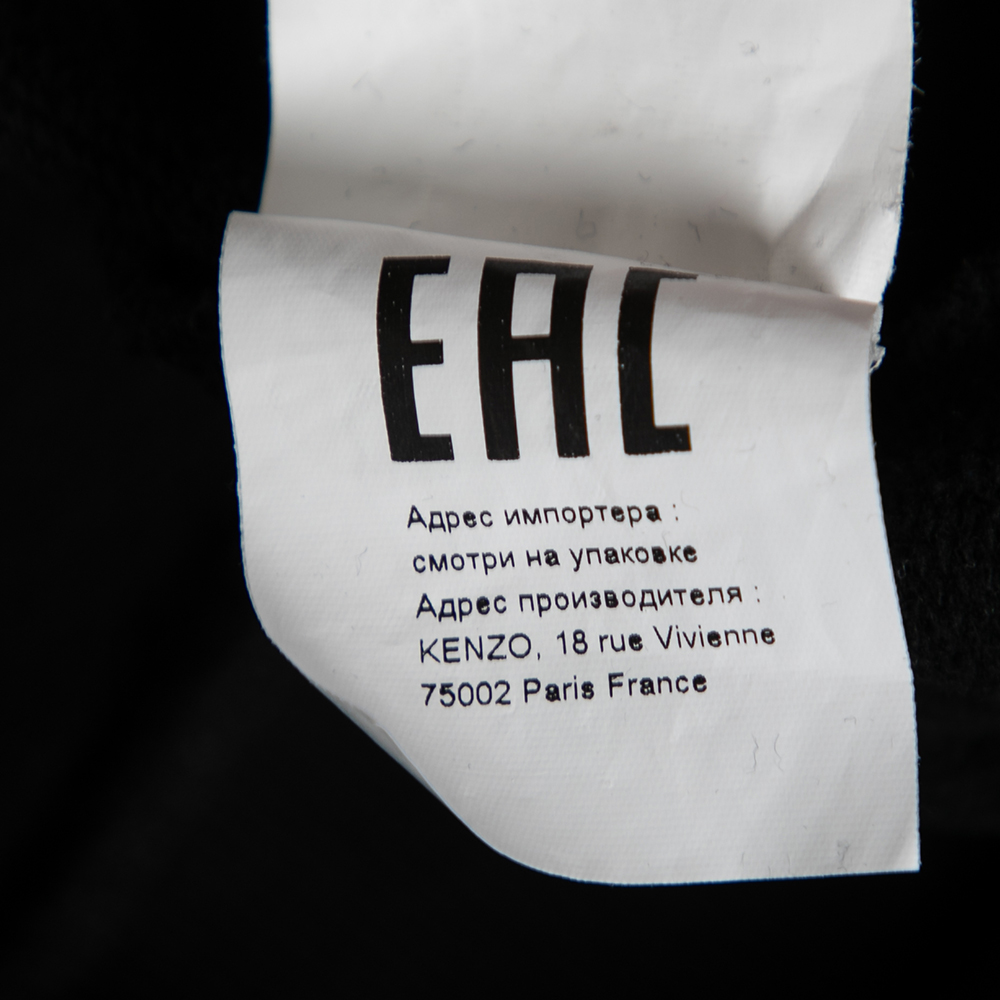 EAC
Адрес импортера :
смотри на упаковке
Адрес производителя :
KENZO, 18 rue Vivienne
75002 Paris France